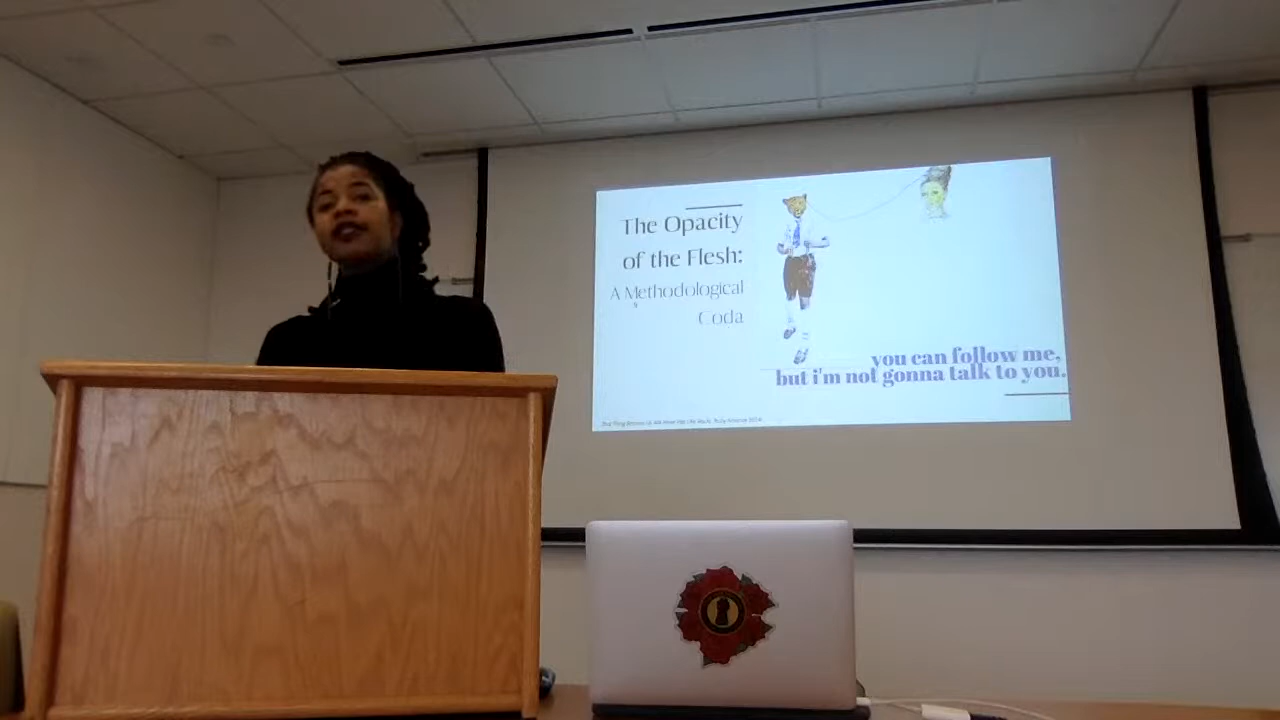 The Opacity
of the Flesh:
A Methodological
Coda
you can follow me,
but i'm not gonna talk to you.